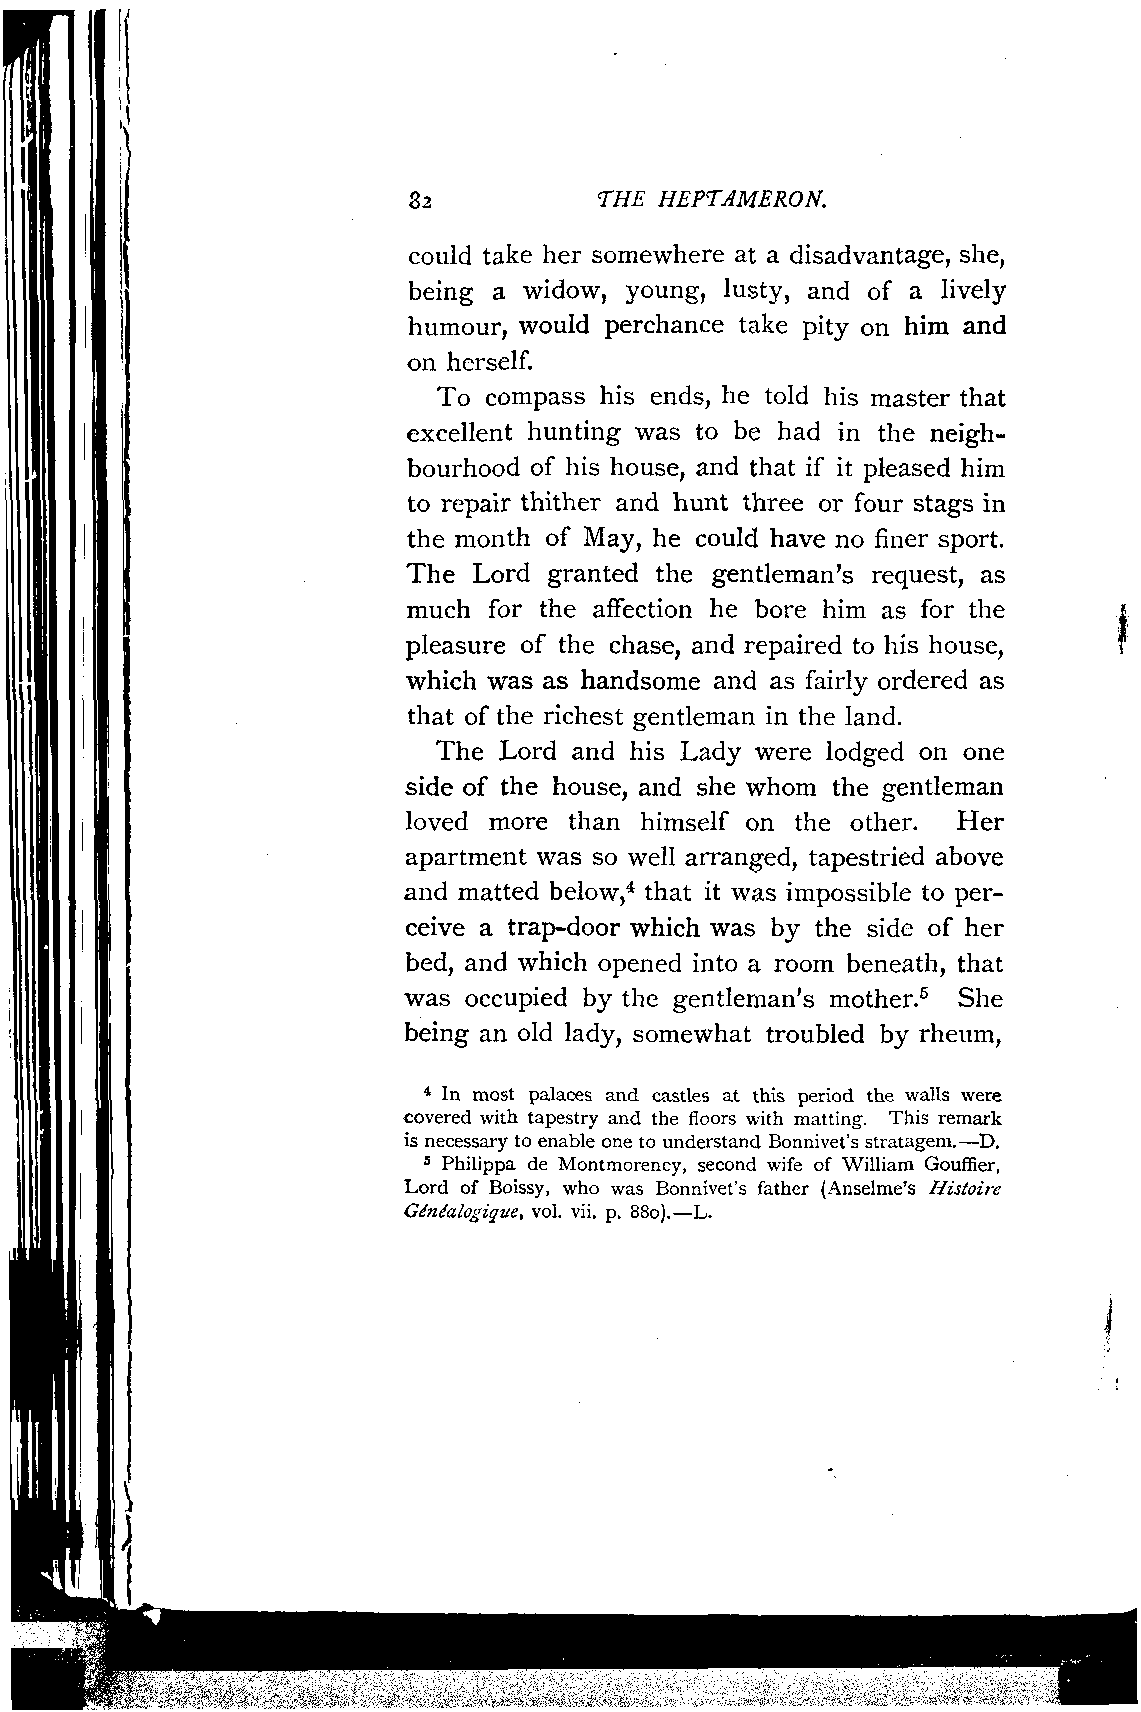 82 THE HEPTAMERON.
could take her somewhere at a disadvantage, she,
being a widow, young, lusty, and of a lively
humour, would perchance take pity on him and
on herself.
To compass his ends, he told his master that
excellent hunting was to be had in the neigh-
bourhood of his house, and that if it pleased him
to repair thither and hunt three or four stags in
the month of May, he could have no finer sport.
The Lord granted the gentleman's request, as
much for the affection he bore him as for the
pleasure of the chase, and repaired to his house,
which was as handsome and as fairly ordered as
that of the richest gentleman in the land.
The Lord and his Lady were lodged on one
side of the house, and she whom the gentleman
loved more than himself on the other. Her
apartment was so well arranged, tapestried above
and matted below,⁴ that it was impossible to per-
ceive a trap-door which was by the side of her
bed, and which opened into a room beneath, that
was occupied by the gentleman's mother.⁵ She
being an old lady, somewhat troubled by rheum,
⁴ In most palaces and castles at this period the walls were
covered with tapestry and the floors with matting. This remark
is necessary to enable one to understand Bonnivet's stratagem.—D.
⁵ Philippa de Montmorency, second wife of William Gouffier,
Lord of Boissy, who was Bonnivet's father (Anselme's Histoire
Généalogique, vol. vii. p. 880).—L.